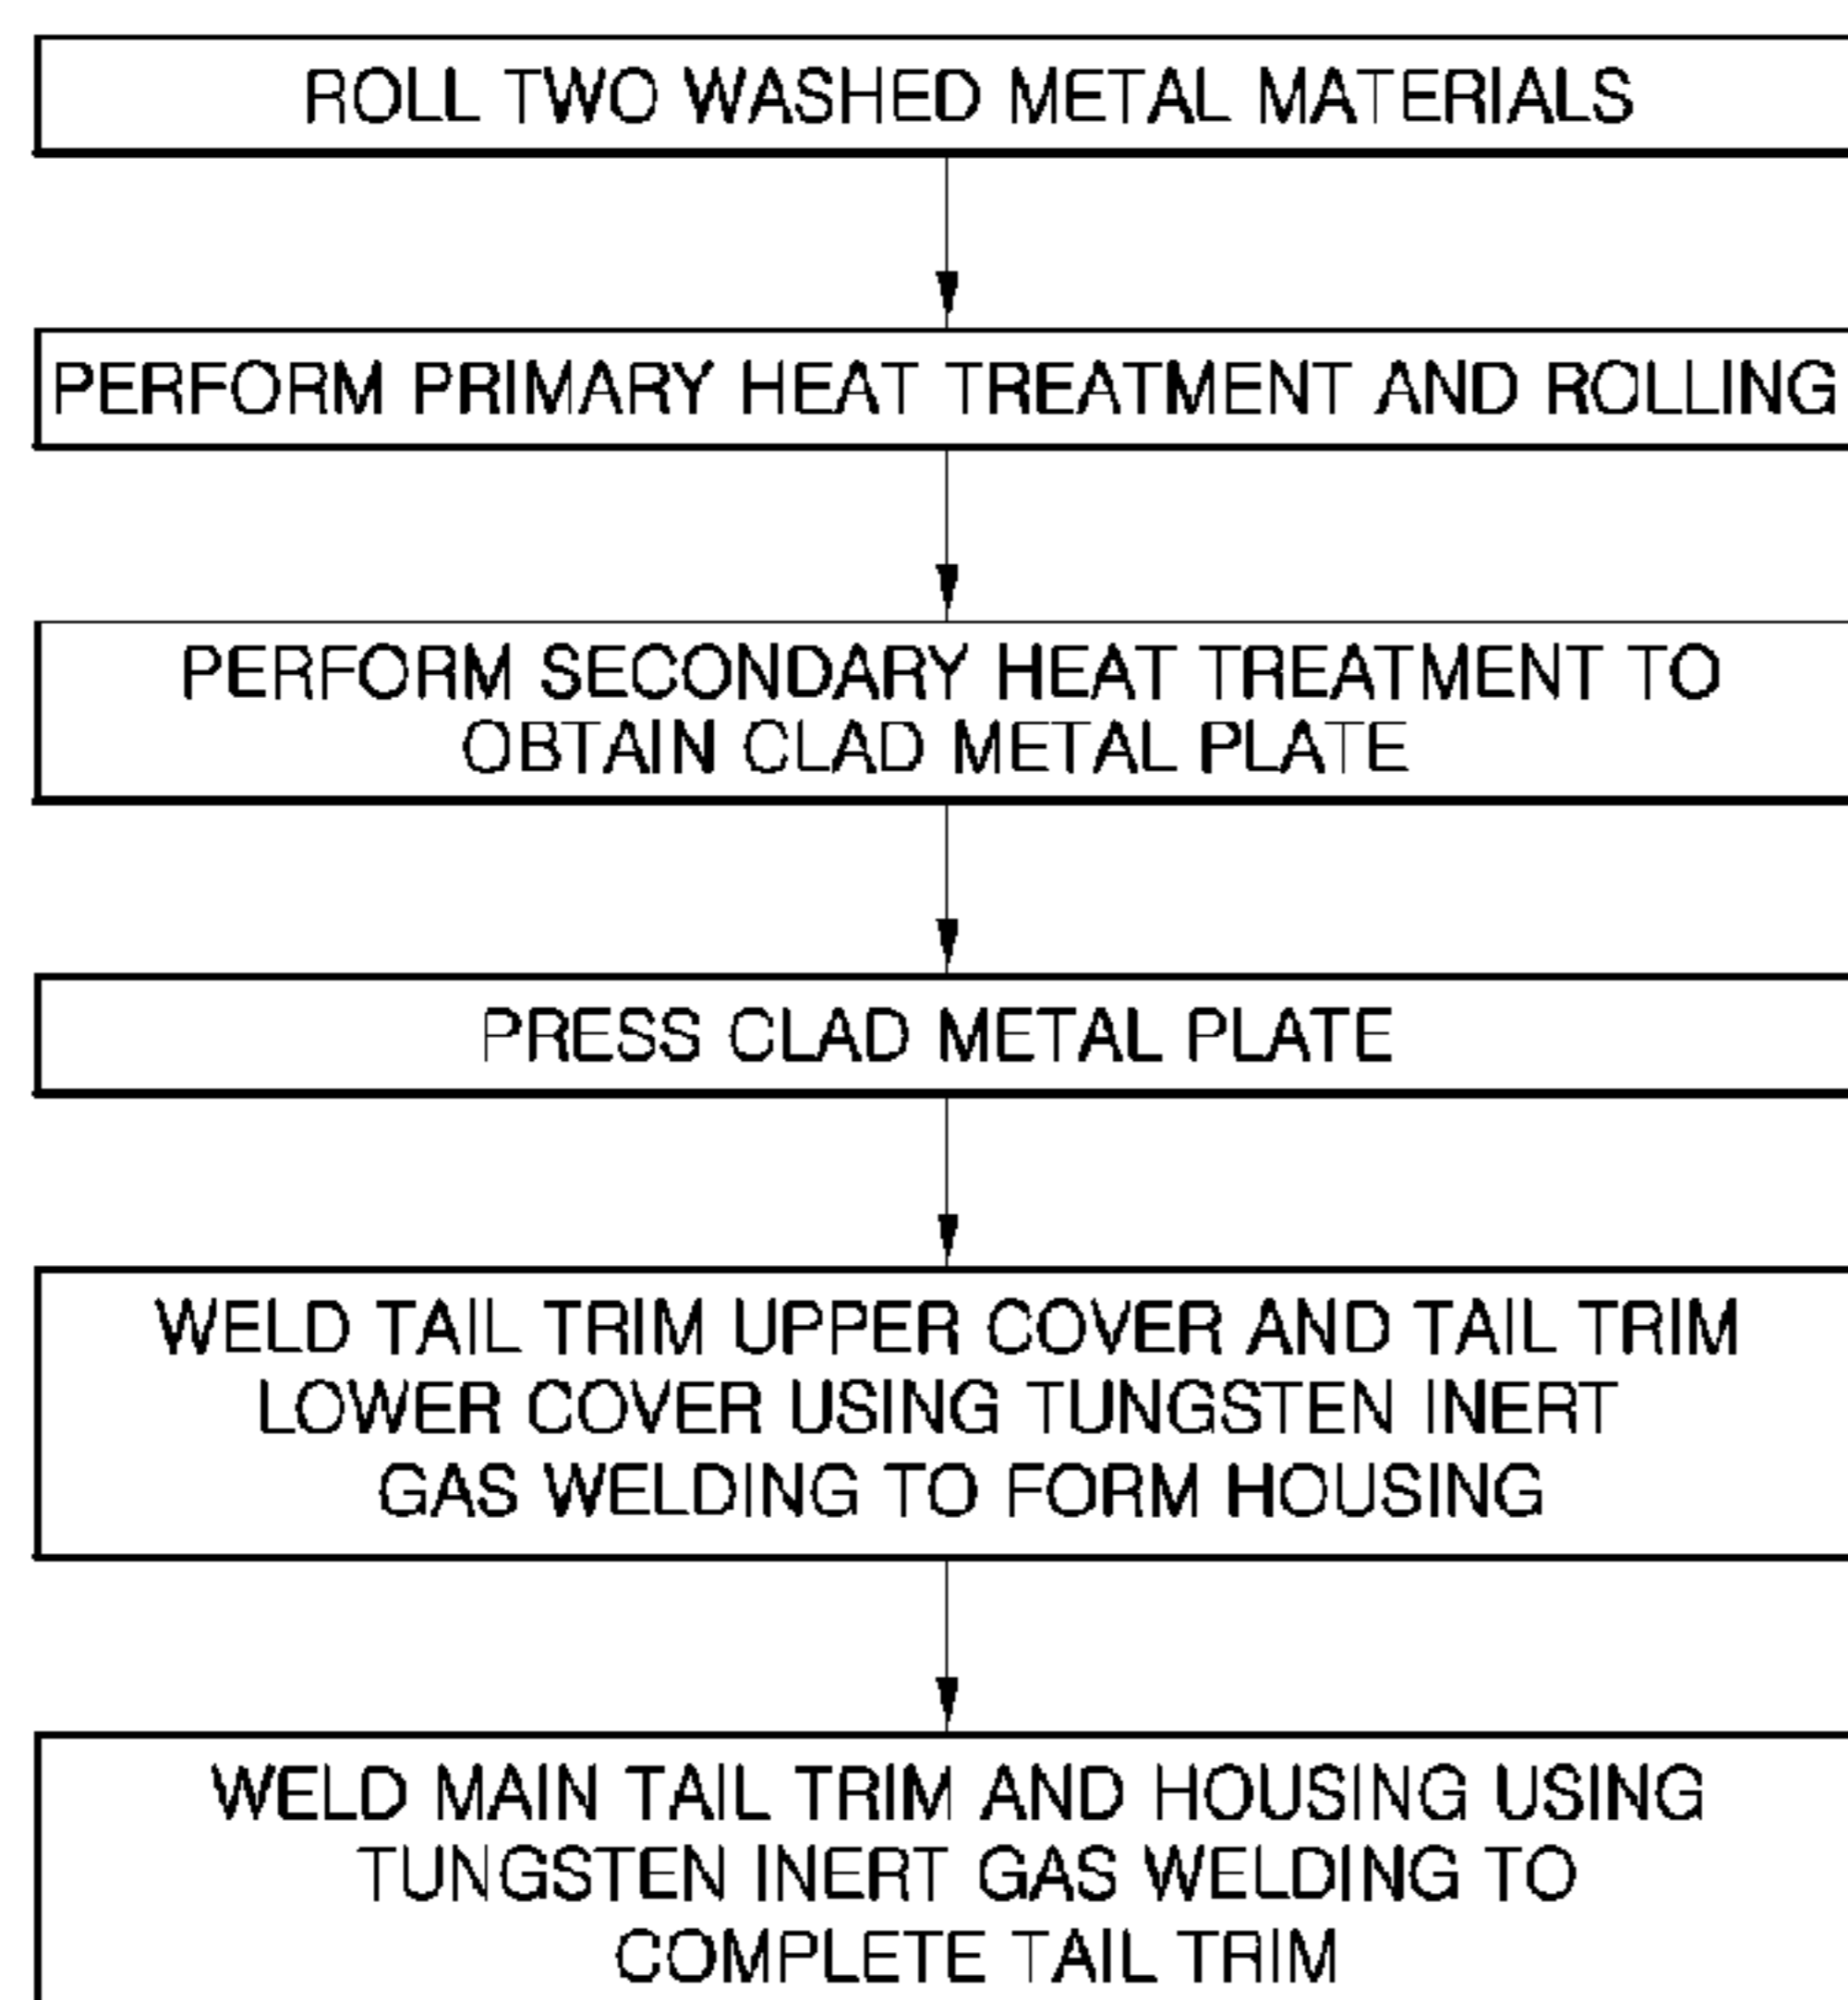 ROLL TWO WASHED METAL MATERIALS
PERFORM PRIMARY HEAT TREATMENT AND ROLLING
PERFORM SECONDARY HEAT TREATMENT TO
OBTAIN CLAD METAL PLATE
PRESS CLAD METAL PLATE
WELD TAIL TRIM UPPER COVER AND TAIL TRIM
LOWER COVER USING TUNGSTEN INERT
GAS WELDING TO FORM HOUSING
WELD MAIN TAIL TRIM AND HOUSING USING
TUNGSTEN INERT GAS WELDING TO
COMPLETE TAIL TRIM